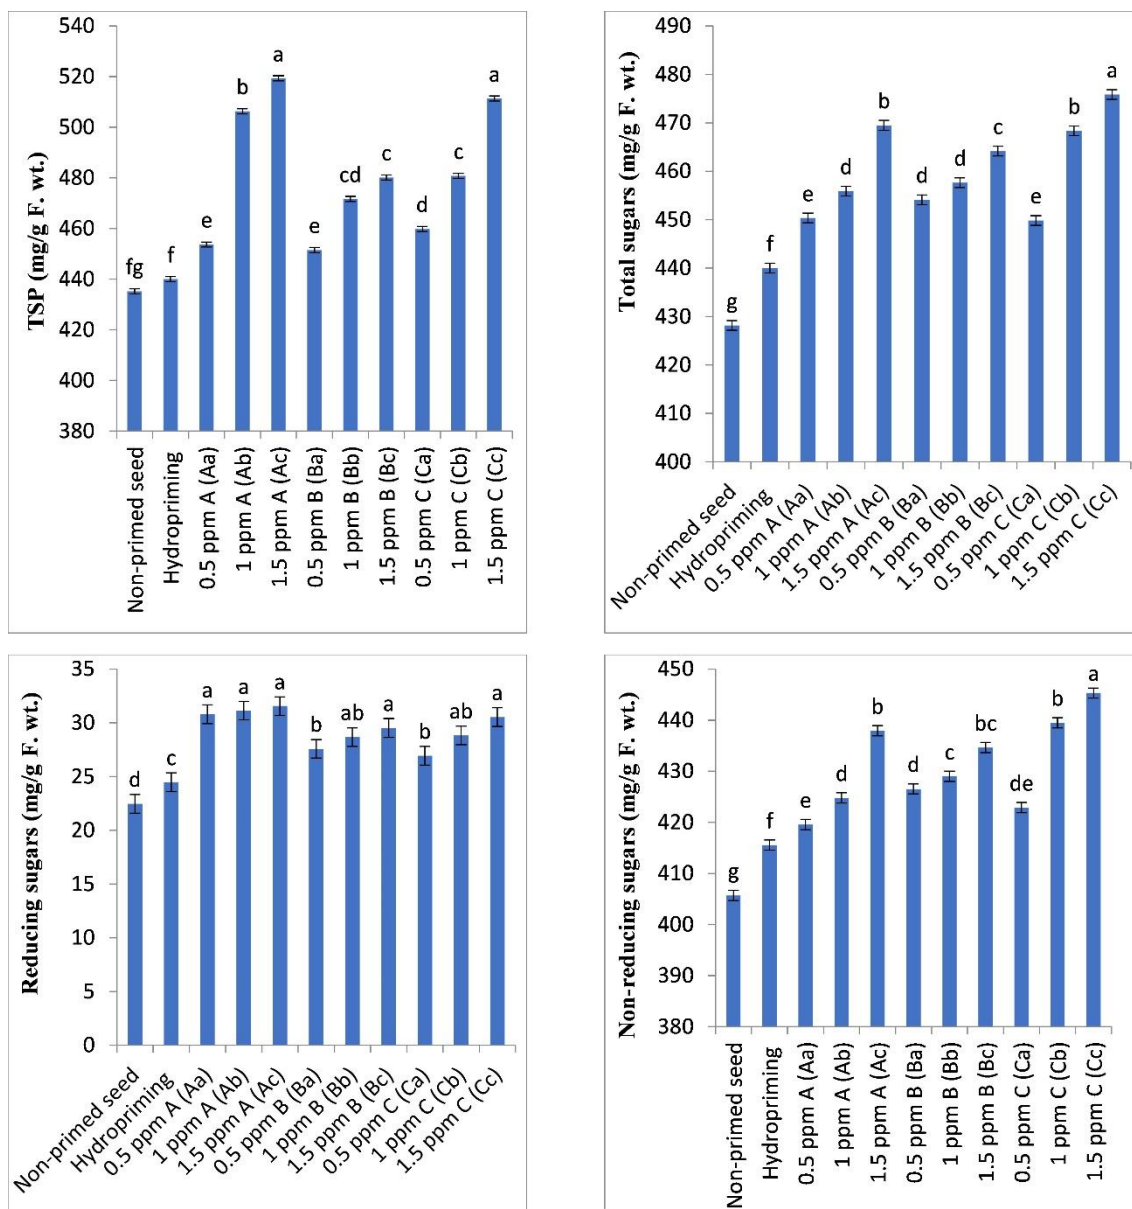 TSP (mg/g F. wt.)
540
520
500
480
460
440
420
400
380
fg
f
e
b
a
e
cd
c
d
c
a
Non-primed seed
Hydropriming
0.5 ppm A (Aa)
1 ppm A (Ab)
1.5 ppm A (Ac)
0.5 ppm B (Ba)
1 ppm B (Bb)
1.5 ppm B (Bc)
0.5 ppm C (Ca)
1 ppm C (Cb)
1.5 ppm C (Cc)
Total sugars (mg/g F. wt.)
490
480
470
460
450
440
430
420
410
400
g
f
e
d
b
d
d
c
e
b
a
Non-primed seed
Hydropriming
0.5 ppm A (Aa)
1 ppm A (Ab)
1.5 ppm A (Ac)
0.5 ppm B (Ba)
1 ppm B (Bb)
1.5 ppm B (Bc)
0.5 ppm C (Ca)
1 ppm C (Cb)
1.5 ppm C (Cc)
Reducing sugars (mg/g F. wt.)
35
30
25
20
15
10
5
0
d
c
a
a
a
b
ab
a
b
ab
a
Non-primed seed
Hydropriming
0.5 ppm A (Aa)
1 ppm A (Ab)
1.5 ppm A (Ac)
0.5 ppm B (Ba)
1 ppm B (Bb)
1.5 ppm B (Bc)
0.5 ppm C (Ca)
1 ppm C (Cb)
1.5 ppm C (Cc)
Non-reducing sugars (mg/g F. wt.)
450
440
430
420
410
400
390
380
g
f
e
d
b
d
c
bc
de
b
a
Non-primed seed
Hydropriming
0.5 ppm A (Aa)
1 ppm A (Ab)
1.5 ppm A (Ac)
0.5 ppm B (Ba)
1 ppm B (Bb)
1.5 ppm B (Bc)
0.5 ppm C (Ca)
1 ppm C (Cb)
1.5 ppm C (Cc)